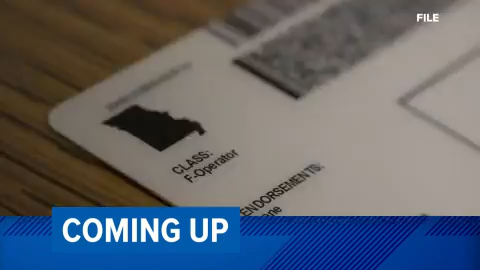 FILE
CLASS:
F-Operator
ENDORSEMENTS:
COMING UP